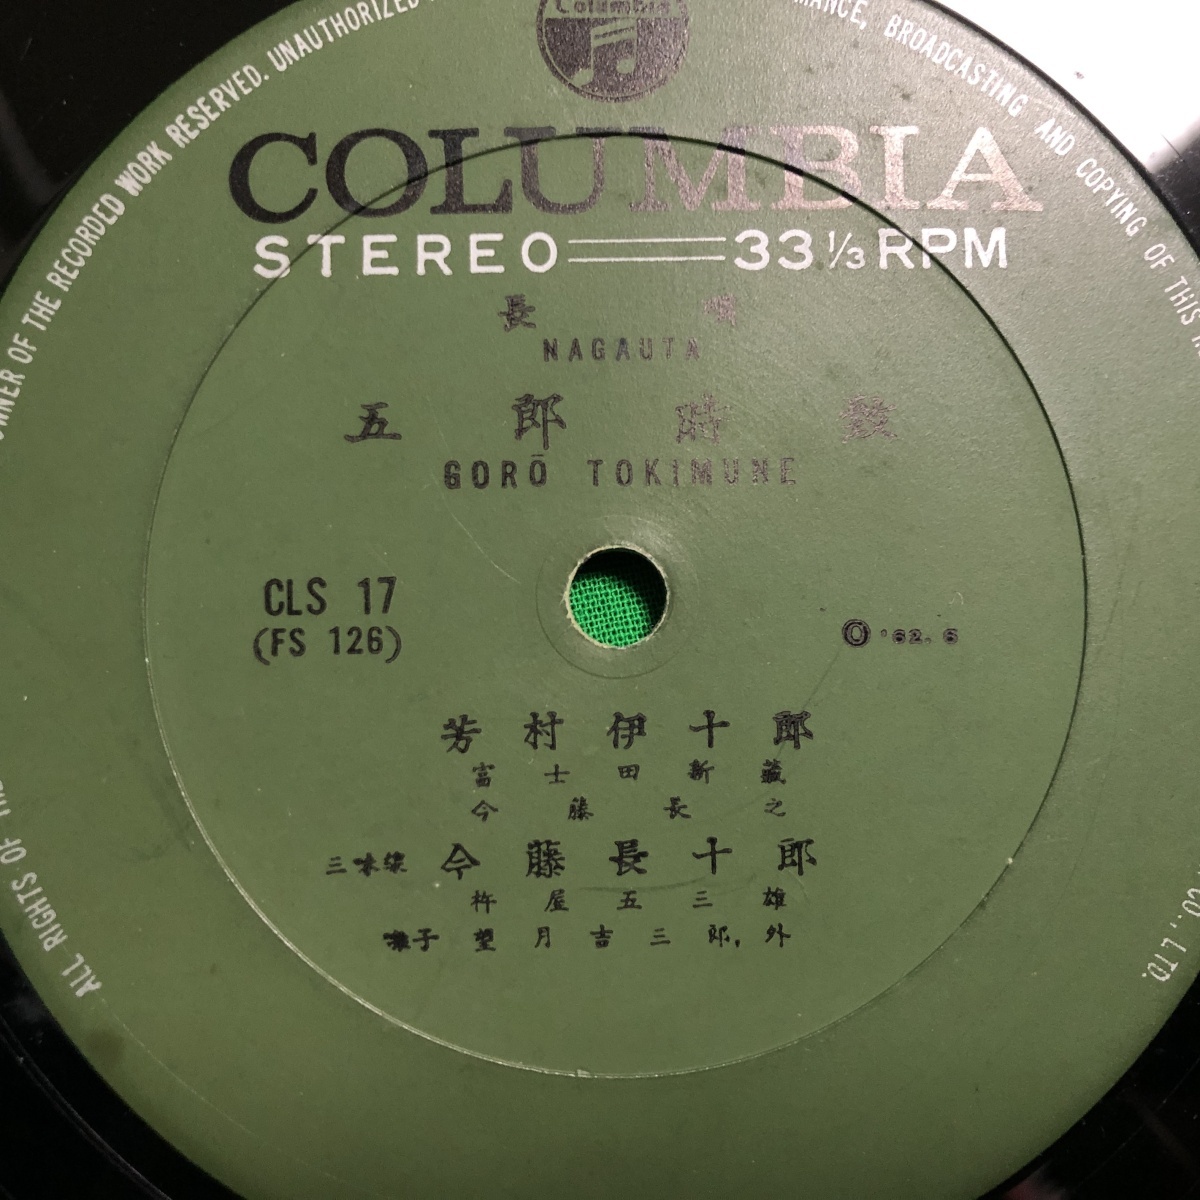 Columbia
COLUMBIA
STEREO 33 1/3 RPM
長唄
NAGAUTA
五郎時致
GORŌ TOKIMUNE
CLS 17
(FS 126)
© '62. 6
芳村伊十郎
富士田新蔵
今藤長之
三味線 今藤長十郎
杵屋五三雄
囃子 望月吉三郎, 外
ALL RIGHTS OF THE
OWNER OF THE RECORDED WORK RESERVED. UNAUTHORIZED
BROADCASTING AND COPYING OF THIS
CO., LTD.